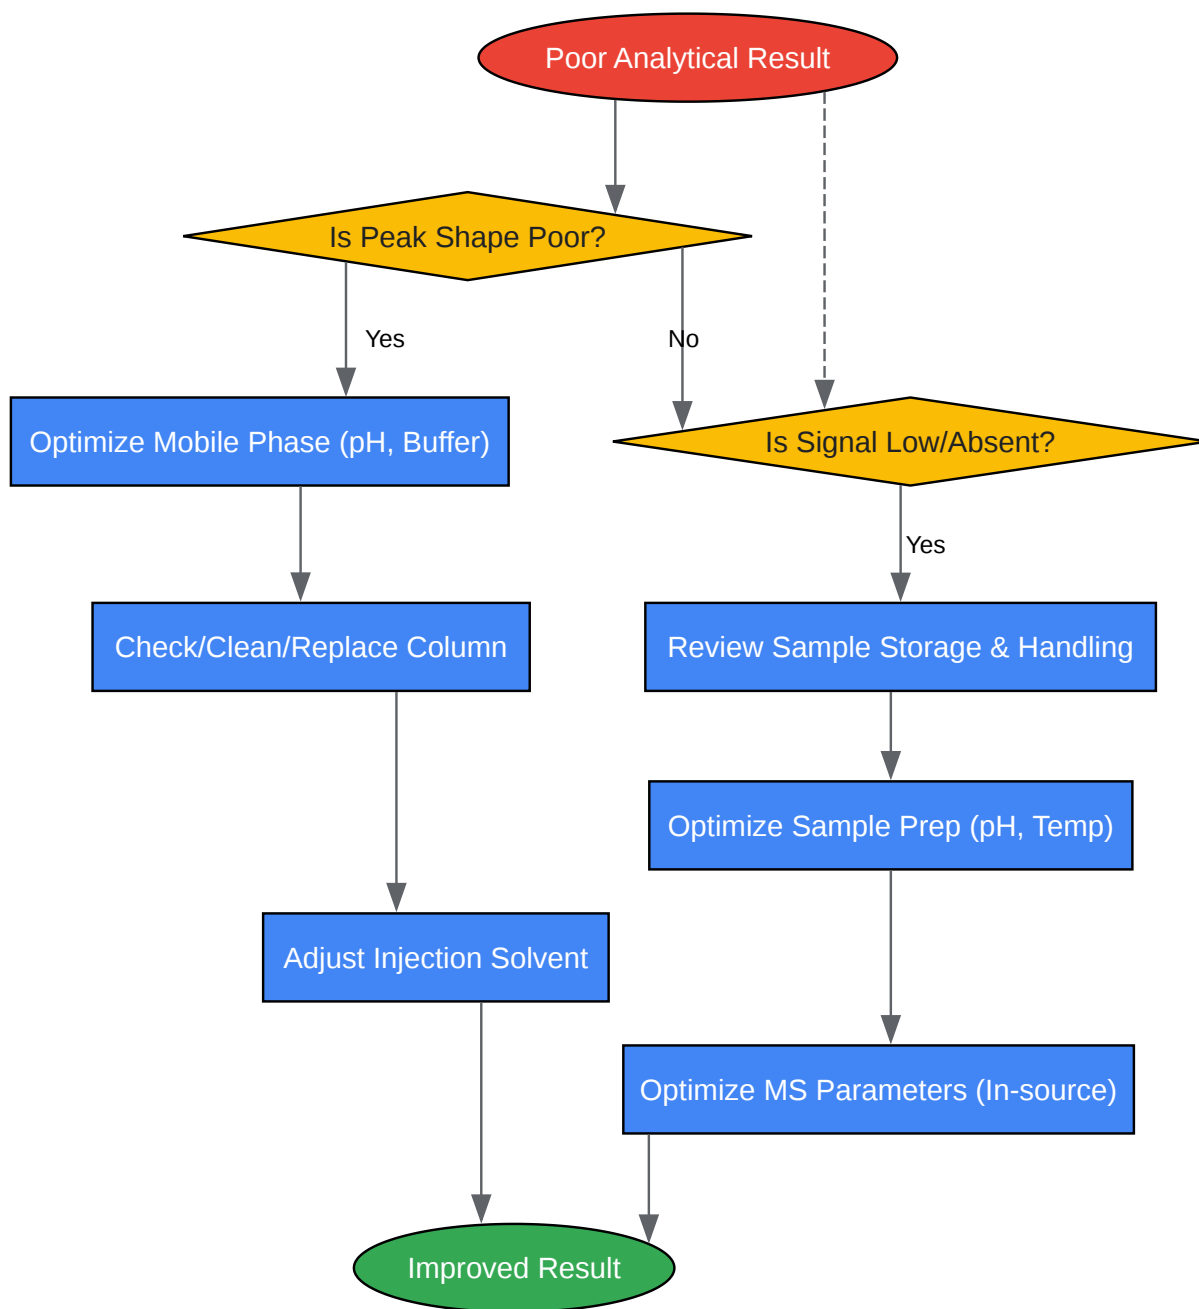 Poor Analytical Result
Is Peak Shape Poor?
Yes
No
Optimize Mobile Phase (pH, Buffer)
Is Signal Low/Absent?
Yes
Check/Clean/Replace Column
Review Sample Storage & Handling
Optimize Sample Prep (pH, Temp)
Adjust Injection Solvent
Optimize MS Parameters (In-source)
Improved Result